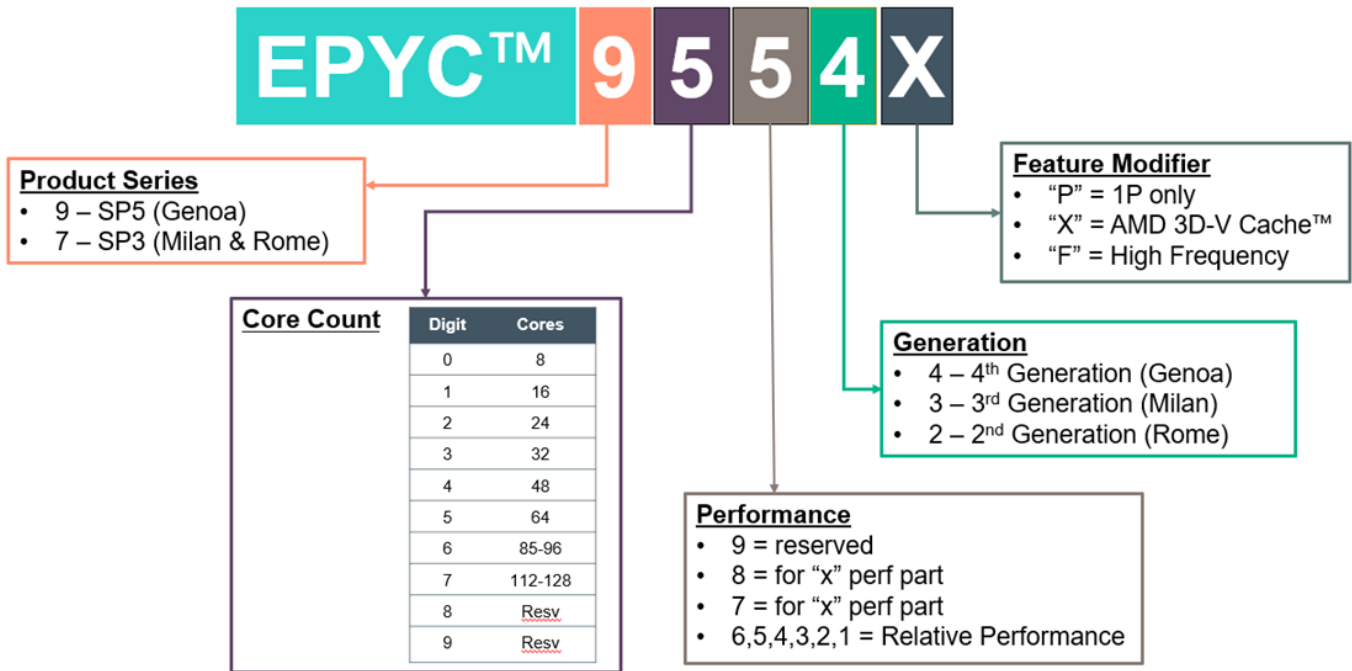 EPYC™ 9 5 5 4 X
Product Series
• 9 – SP5 (Genoa)
• 7 – SP3 (Milan & Rome)
Feature Modifier
• “P” = 1P only
• “X” = AMD 3D-V Cache™
• “F” = High Frequency
Core Count
Digit Cores
0 8
1 16
2 24
3 32
4 48
5 64
6 85-96
7 112-128
8 Resv
9 Resv
Generation
• 4 – 4th Generation (Genoa)
• 3 – 3rd Generation (Milan)
• 2 – 2nd Generation (Rome)
Performance
• 9 = reserved
• 8 = for “x” perf part
• 7 = for “x” perf part
• 6,5,4,3,2,1 = Relative Performance